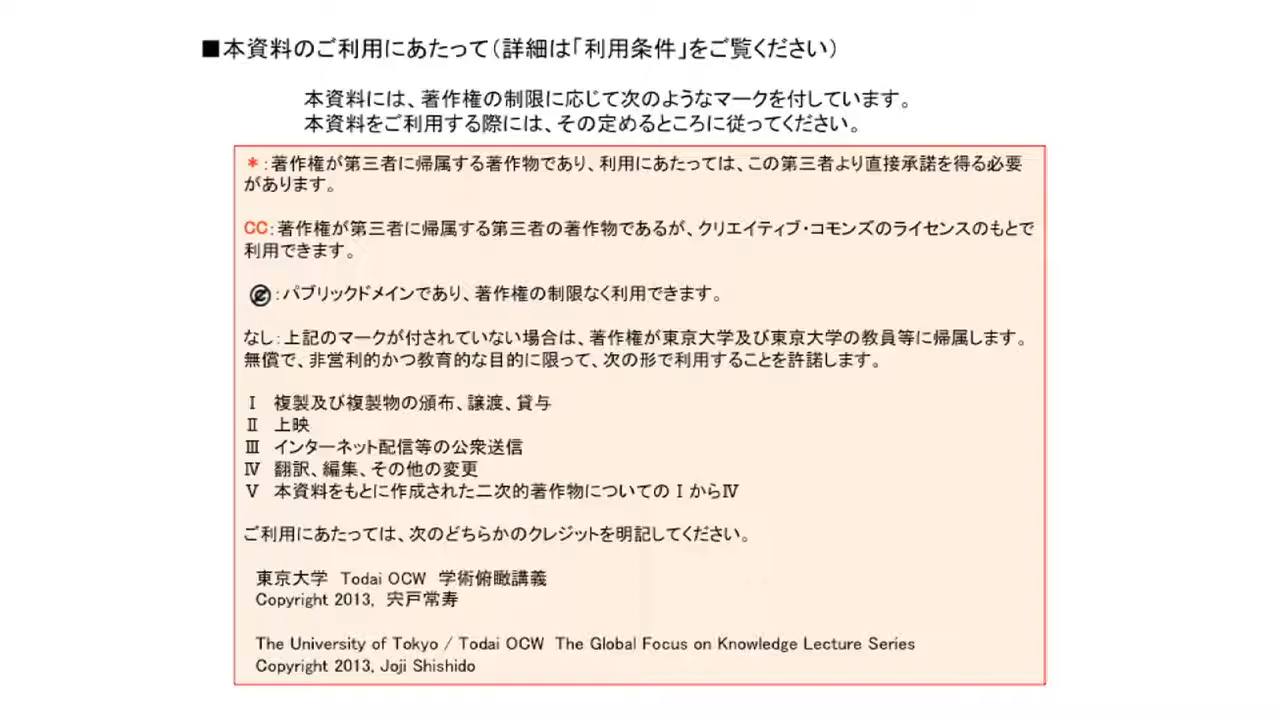 ■本資料のご利用にあたって(詳細は「利用条件」をご覧ください)
本資料には、著作権の制限に応じて次のようなマークを付しています。
本資料をご利用する際には、その定めるところに従ってください。
*:著作権が第三者に帰属する著作物であり、利用にあたっては、この第三者より直接承諾を得る必要
があります。
CC:著作権が第三者に帰属する第三者の著作物であるが、クリエイティブ・コモンズのライセンスのもとで
利用できます。
:パブリックドメインであり、著作権の制限なく利用できます。
なし:上記のマークが付されていない場合は、著作権が東京大学及び東京大学の教員等に帰属します。
無償で、非営利的かつ教育的な目的に限って、次の形で利用することを許諾します。
Ⅰ 複製及び複製物の頒布、譲渡、貸与
Ⅱ 上映
Ⅲ インターネット配信等の公衆送信
Ⅳ 翻訳、編集、その他の変更
Ⅴ 本資料をもとに作成された二次的著作物についてのⅠからⅣ
ご利用にあたっては、次のどちらかのクレジットを明記してください。
東京大学 Todai OCW 学術俯瞰講義
Copyright 2013, 宍戸常寿
The University of Tokyo / Todai OCW The Global Focus on Knowledge Lecture Series
Copyright 2013, Joji Shishido